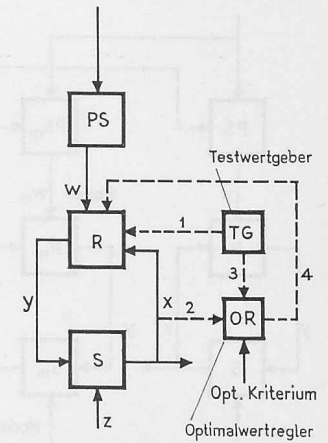 PS
Testwertgeber
w
R
1
TG
3
4
y
x
2
OR
S
Opt. Kriterium
z
Optimalwertregler